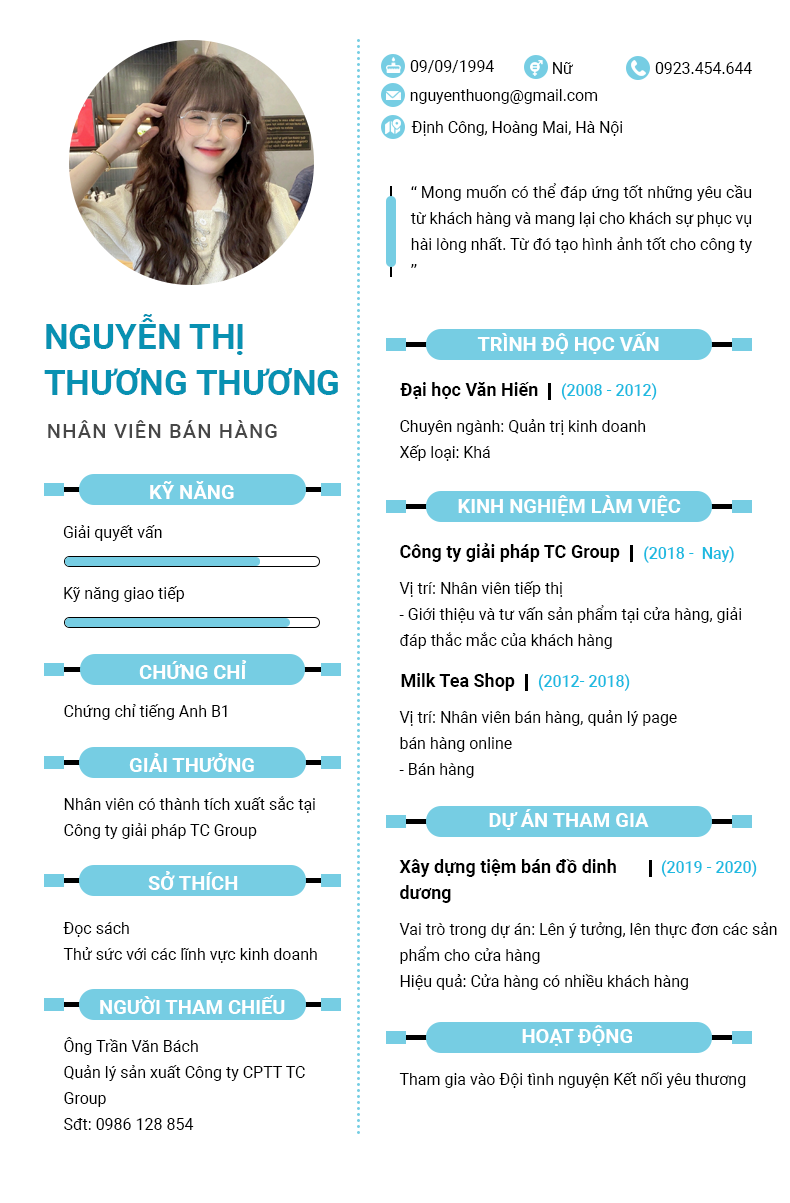 NGUYỄN THỊ
THƯƠNG THƯƠNG
NHÂN VIÊN BÁN HÀNG
KỸ NĂNG
Giải quyết vấn
Kỹ năng giao tiếp
CHỨNG CHỈ
Chứng chỉ tiếng Anh B1
GIẢI THƯỞNG
Nhân viên có thành tích xuất sắc tại
Công ty giải pháp TC Group
SỞ THÍCH
Đọc sách
Thử sức với các lĩnh vực kinh doanh
NGƯỜI THAM CHIẾU
Ông Trần Văn Bách
Quản lý sản xuất Công ty CPTT TC
Group
Sđt: 0986 128 854
09/09/1994 Nữ 0923.454.644
nguyenthuong@gmail.com
Định Công, Hoàng Mai, Hà Nội
“ Mong muốn có thể đáp ứng tốt những yêu cầu
từ khách hàng và mang lại cho khách sự phục vụ
hài lòng nhất. Từ đó tạo hình ảnh tốt cho công ty
”
TRÌNH ĐỘ HỌC VẤN
Đại học Văn Hiến | (2008 - 2012)
Chuyên ngành: Quản trị kinh doanh
Xếp loại: Khá
KINH NGHIỆM LÀM VIỆC
Công ty giải pháp TC Group | (2018 - Nay)
Vị trí: Nhân viên tiếp thị
- Giới thiệu và tư vấn sản phẩm tại cửa hàng, giải
đáp thắc mắc của khách hàng
Milk Tea Shop | (2012- 2018)
Vị trí: Nhân viên bán hàng, quản lý page
bán hàng online
- Bán hàng
DỰ ÁN THAM GIA
Xây dựng tiệm bán đồ dinh | (2019 - 2020)
dương
Vai trò trong dự án: Lên ý tưởng, lên thực đơn các sản
phẩm cho cửa hàng
Hiệu quả: Cửa hàng có nhiều khách hàng
HOẠT ĐỘNG
Tham gia vào Đội tình nguyện Kết nối yêu thương